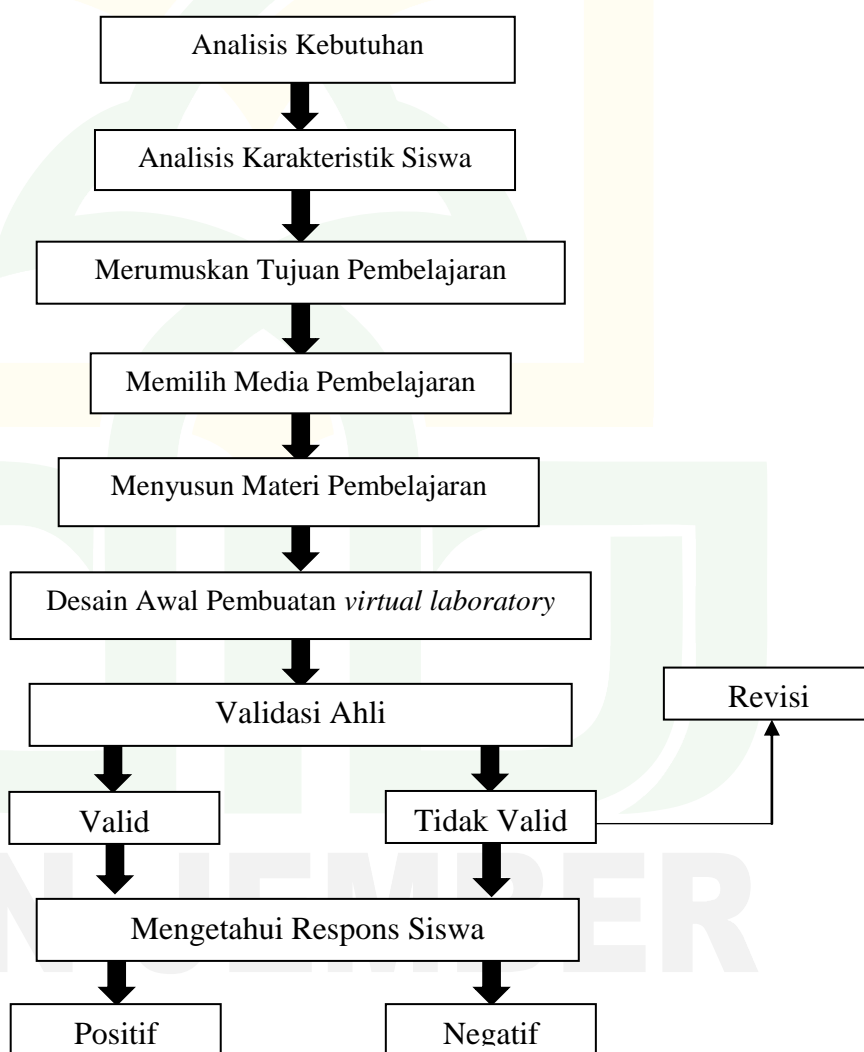 Analisis Kebutuhan
Analisis Karakteristik Siswa
Merumuskan Tujuan Pembelajaran
Memilih Media Pembelajaran
Menyusun Materi Pembelajaran
Desain Awal Pembuatan virtual laboratory
Validasi Ahli
Revisi
Valid
Tidak Valid
Mengetahui Respons Siswa
N JEMBER
Positif
Negatif